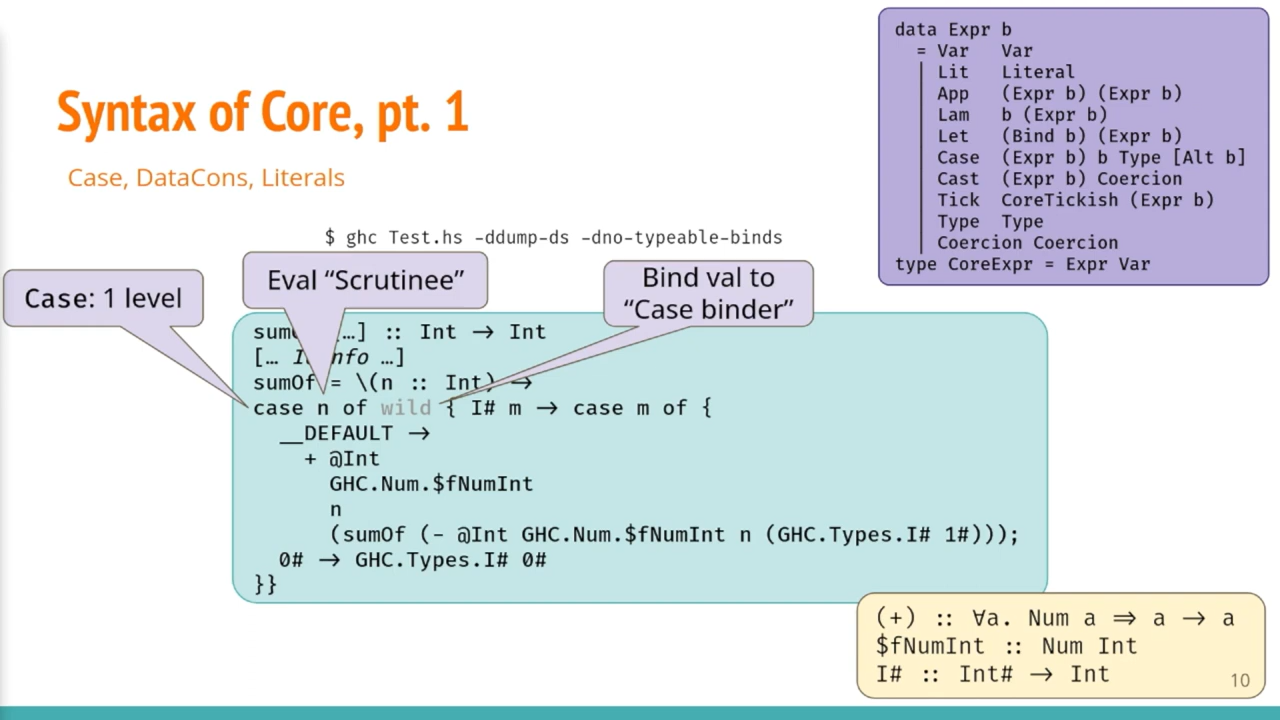 Syntax of Core, pt. 1
Case, DataCons, Literals
data Expr b
= Var Var
| Lit Literal
| App (Expr b) (Expr b)
| Lam b (Expr b)
| Let (Bind b) (Expr b)
| Case (Expr b) b Type [Alt b]
| Cast (Expr b) Coercion
| Tick CoreTickish (Expr b)
| Type Type
| Coercion Coercion
type CoreExpr = Expr Var
$ ghc Test.hs -ddump-ds -dno-typeable-binds
Case: 1 level
Eval “Scrutinee”
Bind val to
“Case binder”
…] :: Int → Int
[… nfo …]
sumOf = \(n :: Int) →
case n of wild { I# m → case m of {
__DEFAULT →
+ @Int
GHC.Num.$fNumInt
n
(sumOf (- @Int GHC.Num.$fNumInt n (GHC.Types.I# 1#)));
0# → GHC.Types.I# 0#
}}
(+) :: ∀a. Num a ⇒ a → a
$fNumInt :: Num Int
I# :: Int# → Int
10